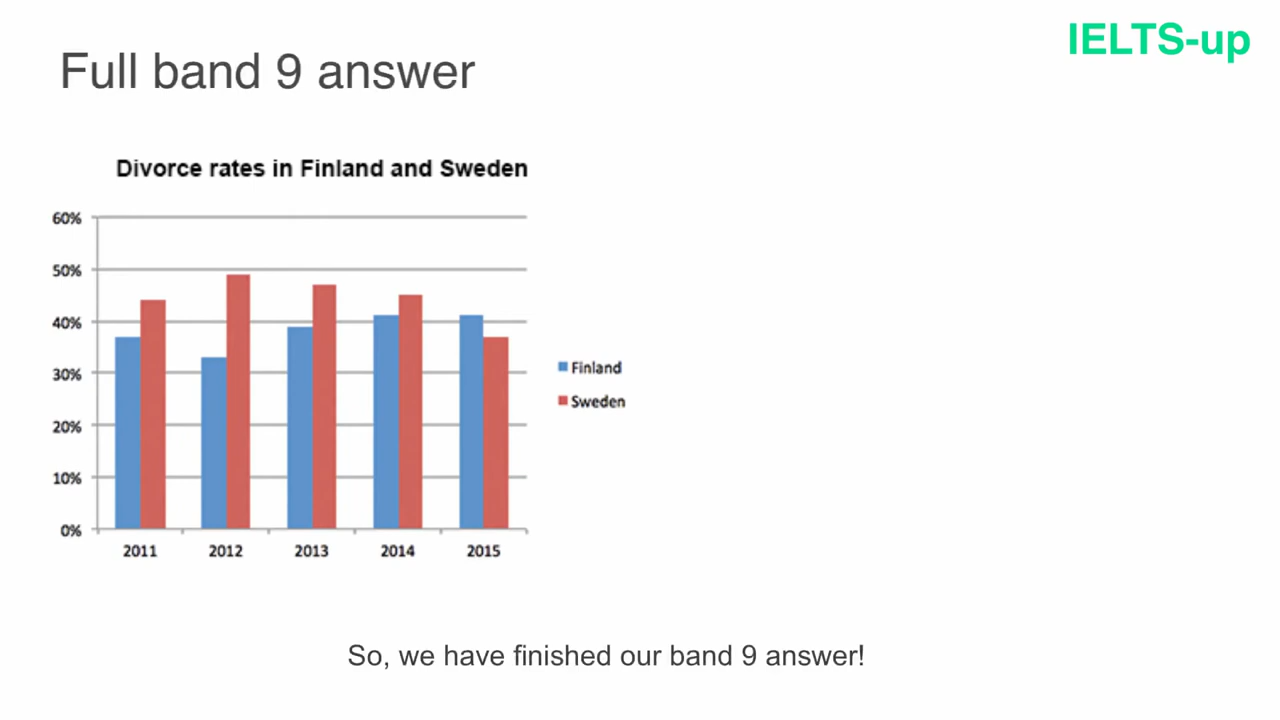 IELTS-up
Full band 9 answer
Divorce rates in Finland and Sweden
60%
50%
40%
30%
20%
10%
0%
2011 2012 2013 2014 2015
Finland
Sweden
So, we have finished our band 9 answer!